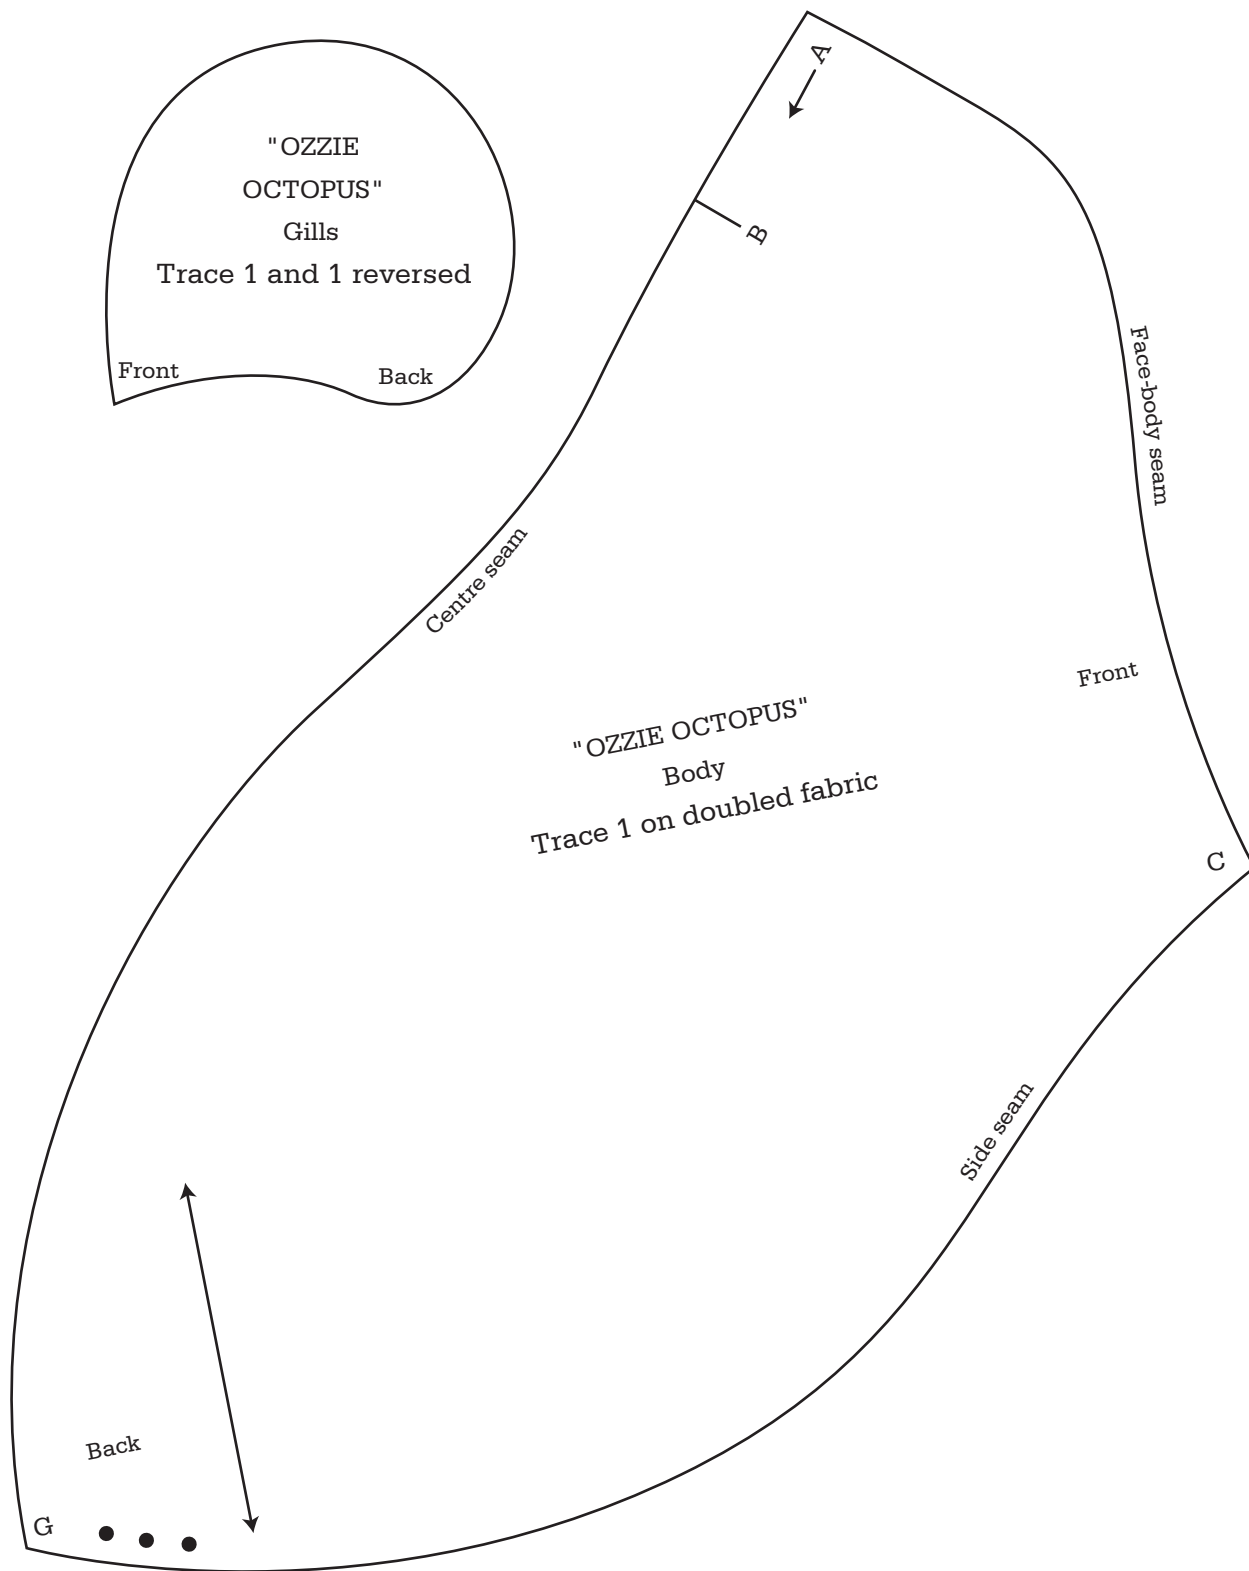 "OZZIE
OCTOPUS"
Gills
Trace 1 and 1 reversed
Front
Back
A
B
Face-body seam
Centre seam
Front
"OZZIE OCTOPUS"
Body
Trace 1 on doubled fabric
C
Side seam
Back
G